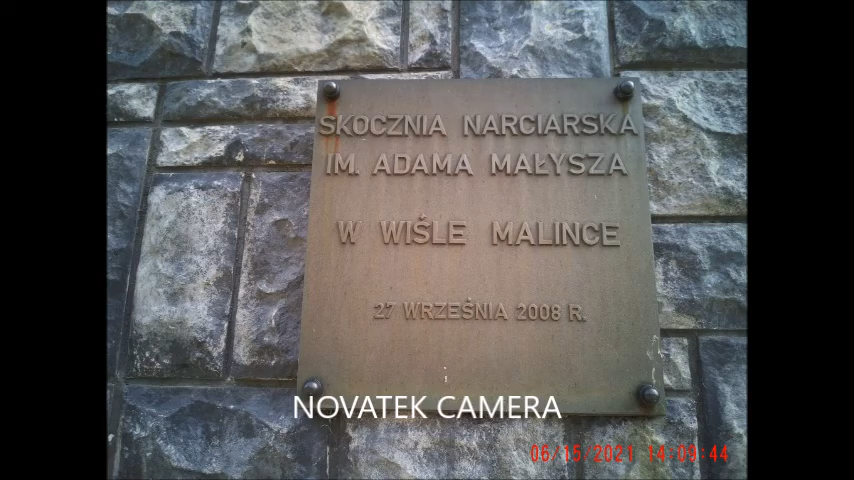 SKOCZNIA NARCIARSKA
IM. ADAMA MAŁYSZA
W WIŚLE MALINCE
27 WRZEŚNIA 2008 R.
NOVATEK CAMERA
06/15/2021 14:09:44